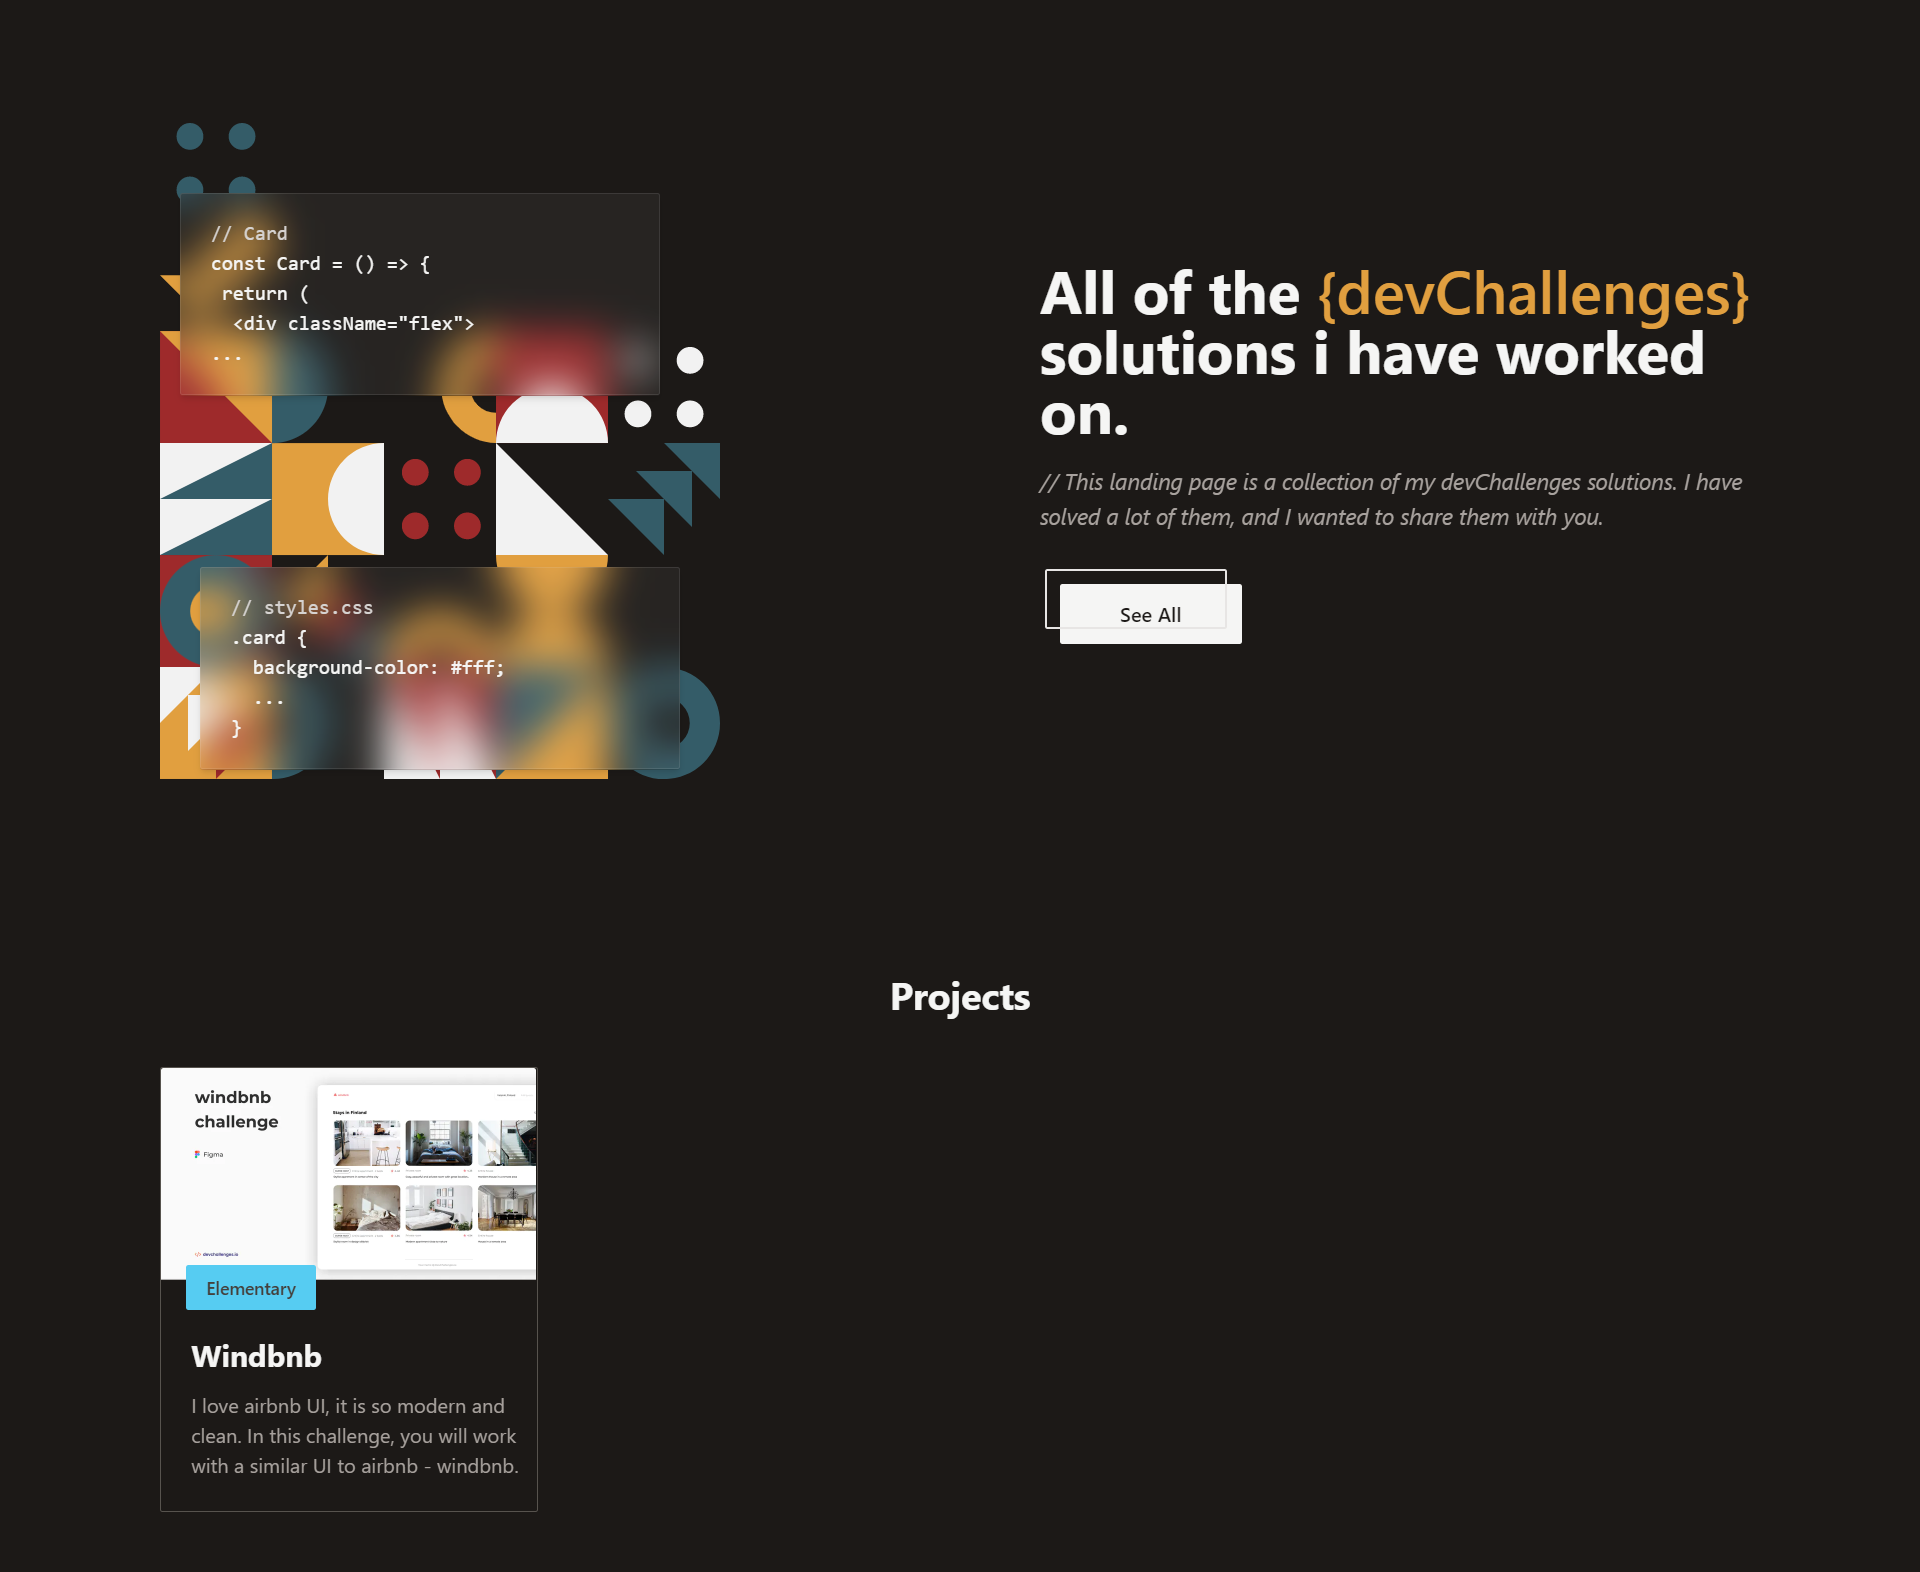 // Card
const Card = () => {
return (
<div className="flex">
...
All of the {devChallenges}
solutions i have worked
on.
// This landing page is a collection of my devChallenges solutions. I have
solved a lot of them, and I wanted to share them with you.
See All
// styles.css
.card {
background-color: #fff;
...
}
Projects
windbnb
challenge
Figma
Stays in Finland
devchallenges.io
Elementary
Windbnb
I love airbnb UI, it is so modern and
clean. In this challenge, you will work
with a similar UI to airbnb - windbnb.